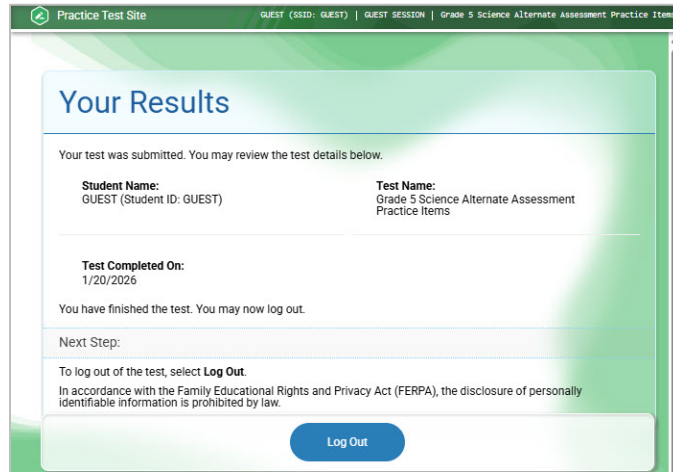 Practice Test Site
GUEST (SSID: GUEST) | GUEST SESSION | Grade 5 Science Alternate Assessment Practice Items
Your Results
Your test was submitted. You may review the test details below.
Student Name:
GUEST (Student ID: GUEST)
Test Name:
Grade 5 Science Alternate Assessment
Practice Items
Test Completed On:
1/20/2026
You have finished the test. You may now log out.
Next Step:
To log out of the test, select Log Out.
In accordance with the Family Educational Rights and Privacy Act (FERPA), the disclosure of personally
identifiable information is prohibited by law.
Log Out